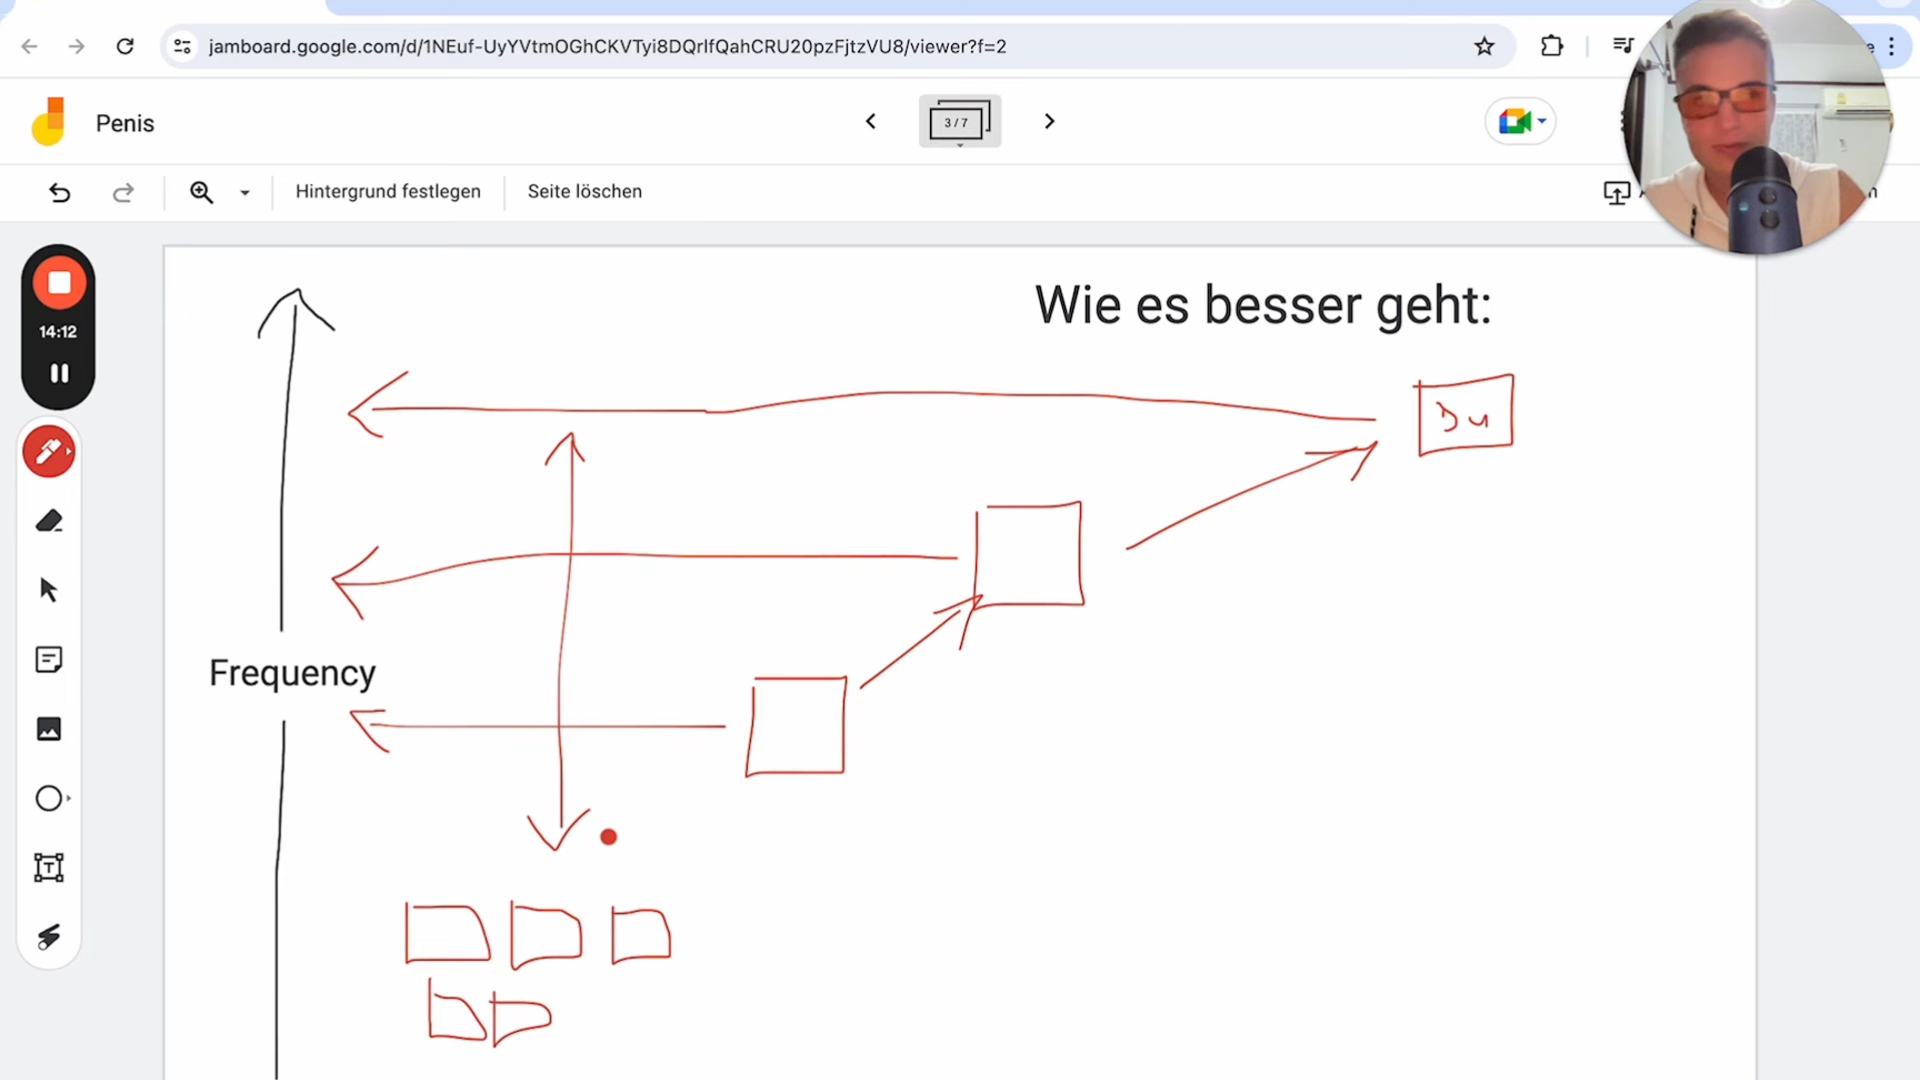 jamboard.google.com/d/1NEuf-UyYVtmOGhCKVTyi8DQrIfQahCRU20pzFjtzVU8/viewer?f=2
Penis
3 / 7
Hintergrund festlegen
Seite löschen
14:12
Wie es besser geht:
Du
Frequency